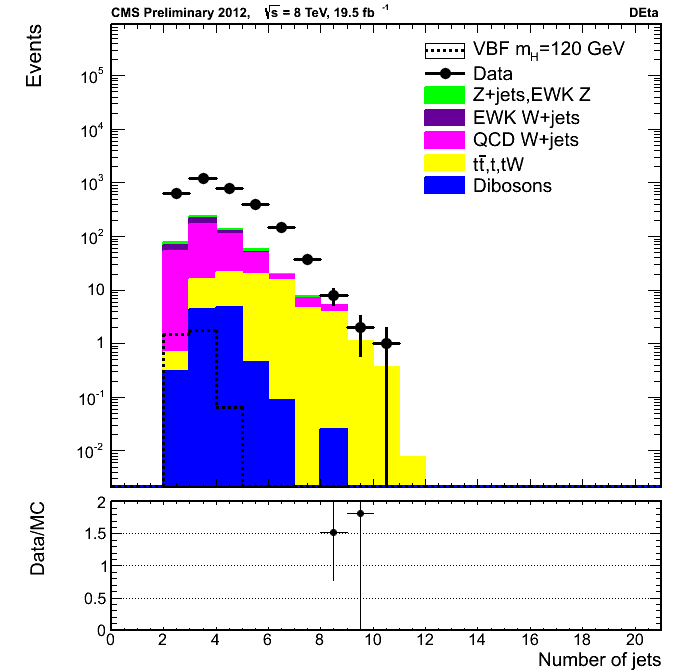 CMS Preliminary 2012, √s = 8 TeV, 19.5 fb⁻¹ DEta
Events
VBF m_H=120 GeV
Data
Z+jets,EWK Z
EWK W+jets
QCD W+jets
tt̄,t,tW
Dibosons
10⁵
10⁴
10³
10²
10
1
10⁻¹
10⁻²
Data/MC
2
1.5
1
0.5
0
0 2 4 6 8 10 12 14 16 18 20
Number of jets